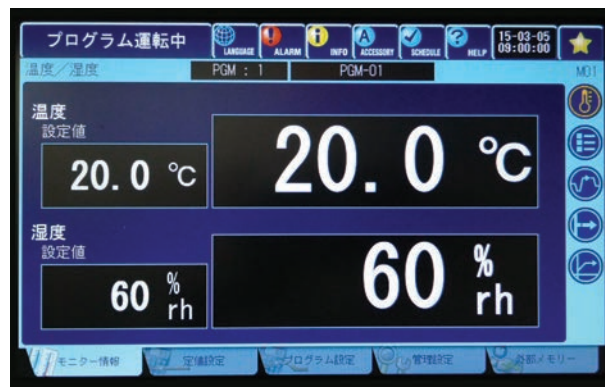 プログラム運転中
LANGUAGE
ALARM
INFO
ACCESSORY
SCHEDULE
HELP
15-03-05
09:00:00
温度/湿度
PGM : 1
PGM-01
MO1
温度
設定値
20.0 ℃
20.0 ℃
湿度
設定値
60 % rh
60 % rh
モニター情報
定値設定
プログラム設定
管理設定
外部メモリー